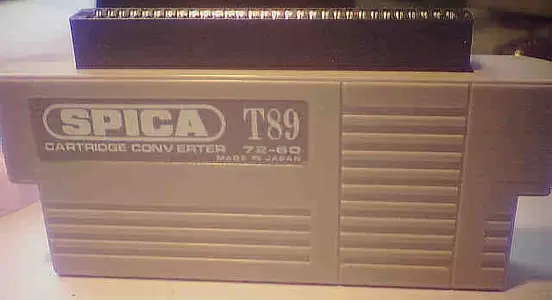 SPICA T89
CARTRIDGE CONVERTER 72-60
MADE IN JAPAN